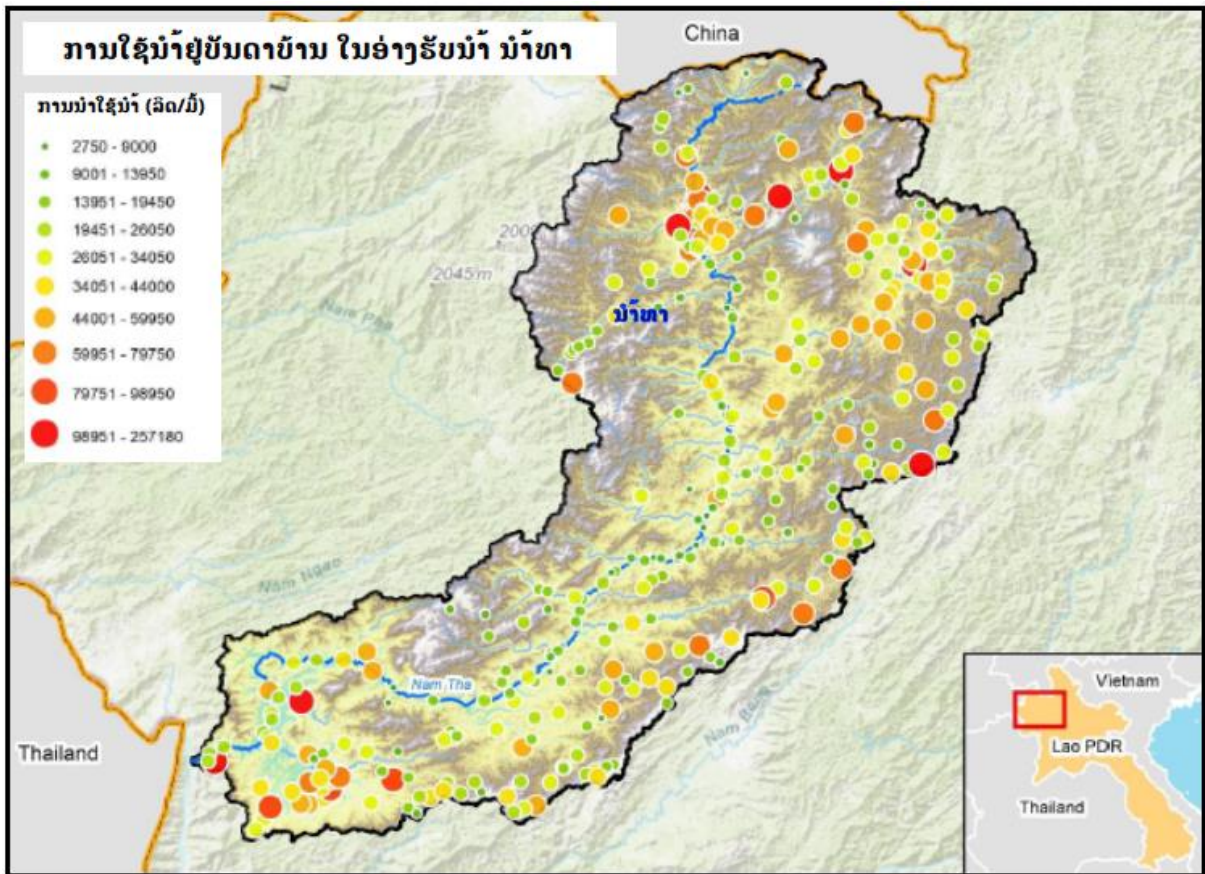 ການໃຊ້ນໍ້າຢູ່ບັນດາບ້ານ ໃນອ່າງຮັບນໍ້າ ນໍ້າທາ
China
ການນໍາໃຊ້ນໍ້າ (ລິດ/ມື້)
2750 - 9000
9001 - 13950
13951 - 19450
19451 - 26050
26051 - 34050
34051 - 44000
44001 - 59950
59951 - 79750
79751 - 98950
98951 - 257180
2045 m
Nam Pha
ນໍ້າທາ
Nam Ngao
Nam Tha
Nam Beng
Thailand
Vietnam
Lao PDR
Thailand